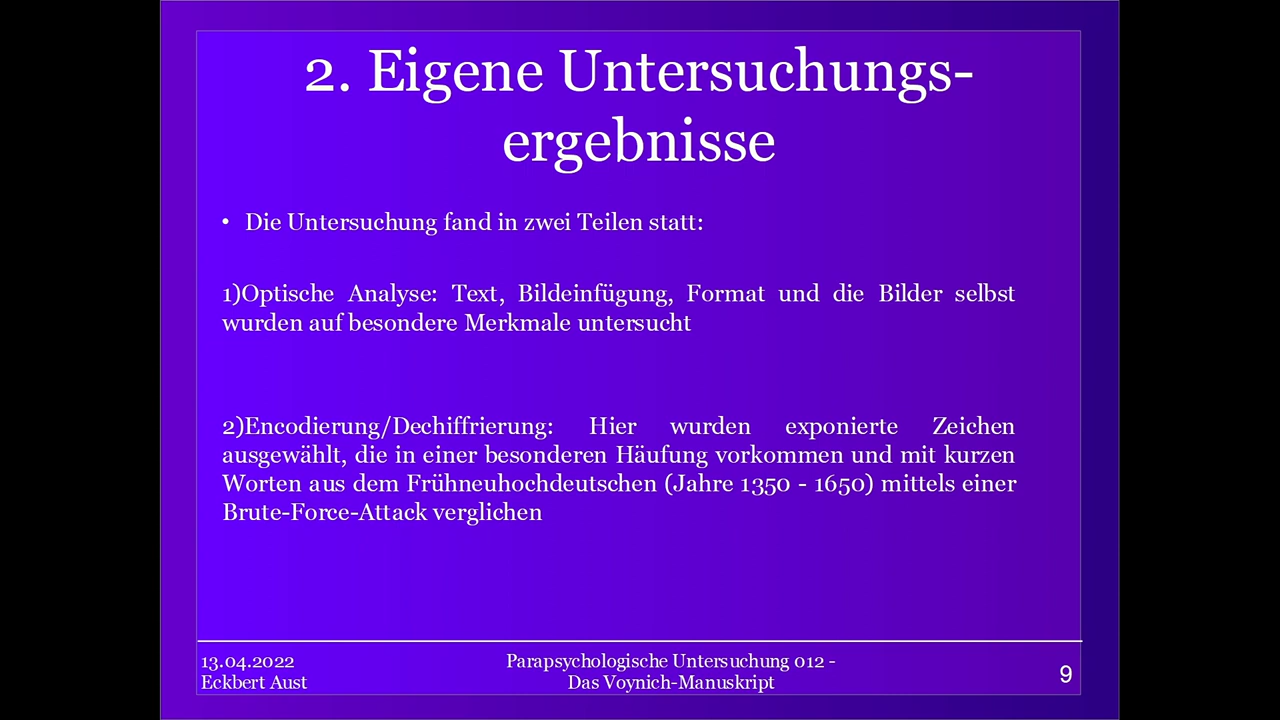 2. Eigene Untersuchungs-
ergebnisse
• Die Untersuchung fand in zwei Teilen statt:
1)Optische Analyse: Text, Bildeinfügung, Format und die Bilder selbst
wurden auf besondere Merkmale untersucht
2)Encodierung/Dechiffrierung: Hier wurden exponierte Zeichen
ausgewählt, die in einer besonderen Häufung vorkommen und mit kurzen
Worten aus dem Frühneuhochdeutschen (Jahre 1350 - 1650) mittels einer
Brute-Force-Attack verglichen
13.04.2022
Eckbert Aust
Parapsychologische Untersuchung 012 -
Das Voynich-Manuskript
9